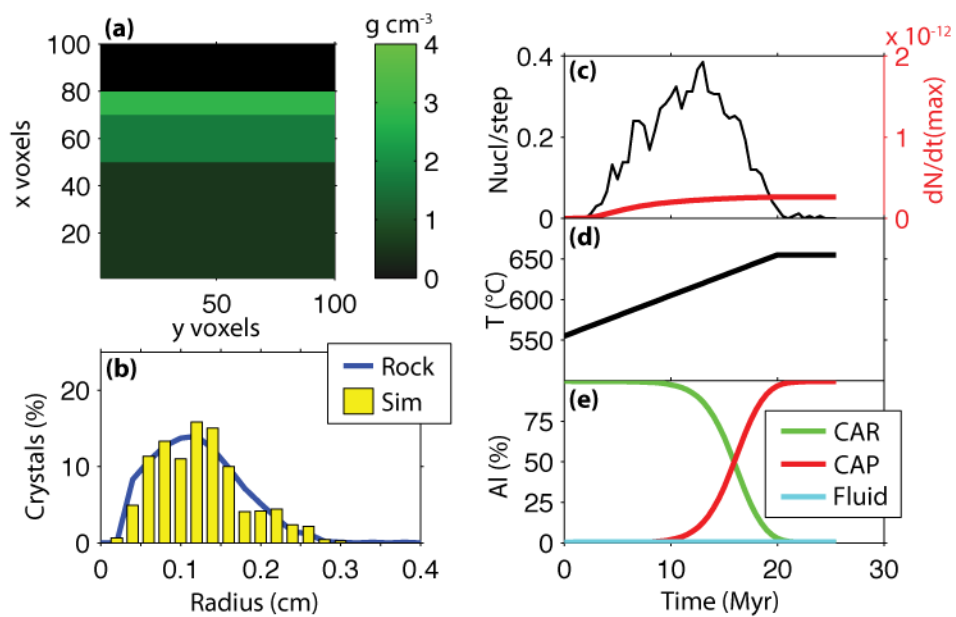 (a)
g cm-3
100
80
60
40
20
x voxels
50
100
y voxels
4
3
2
1
0
(b)
Rock
Sim
20
10
0
Crystals (%)
0
0.1
0.2
0.3
0.4
Radius (cm)
x 10-12
(c)
0.4
0.2
0
Nucl/step
2
1
0
dN/dt(max)
(d)
650
600
550
T (°C)
(e)
75
50
25
0
Al (%)
CAR
CAP
Fluid
0
10
20
30
Time (Myr)